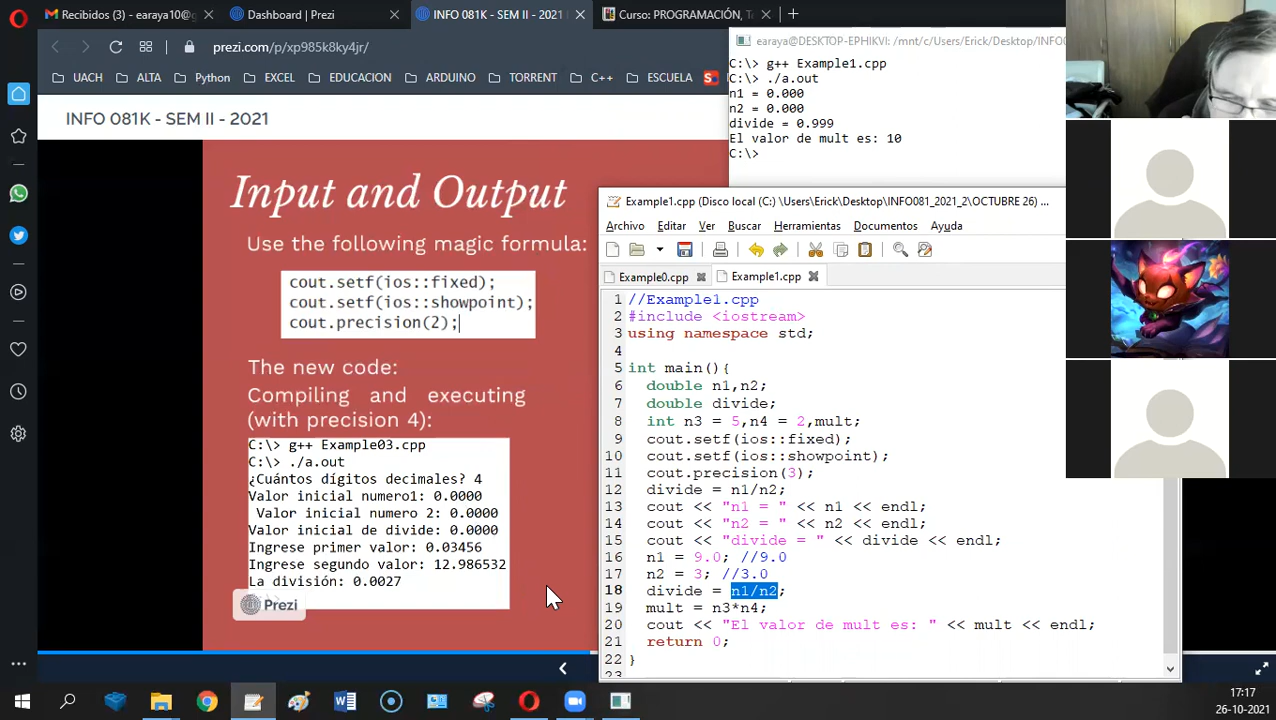 Recibidos (3) - earaya10@g
Dashboard | Prezi
INFO 081K - SEM II - 2021
Curso: PROGRAMACIÓN, T
prezi.com/p/xp985k8ky4jr/
UACH
ALTA
Python
EXCEL
EDUCATION
ARDUINO
TORRENT
C++
ESCUELA
INFO 081K - SEM II - 2021
Input and Output
Use the following magic formula:
cout.setf(ios::fixed);
cout.setf(ios::showpoint);
cout.precision(2);
The new code:
Compiling and executing
(with precision 4):
C:\> g++ Example03.cpp
C:\> ./a.out
¿Cuántos dígitos decimales? 4
Valor inicial numero1: 0.0000
Valor inicial numero 2: 0.0000
Valor inicial de divide: 0.0000
Ingrese primer valor: 0.03456
Ingrese segundo valor: 12.986532
La división: 0.0027
Prezi
earaya@DESKTOP-EPHIKVI: /mnt/c/Users/Erick/Desktop/INFO
C:\> g++ Example1.cpp
C:\> ./a.out
n1 = 0.000
n2 = 0.000
divide = 0.999
El valor de mult es: 10
C:\>
Example1.cpp (Disco local (C:) \Users\Erick\Desktop\INFO081_2021_2\OCTUBRE 26) ...
Archivo Editar Ver Buscar Herramientas Documentos Ayuda
Example0.cpp
Example1.cpp
1 //Example1.cpp
2 #include <iostream>
3 using namespace std;
4
5 int main(){
6 double n1,n2;
7 double divide;
8 int n3 = 5,n4 = 2,mult;
9 cout.setf(ios::fixed);
10 cout.setf(ios::showpoint);
11 cout.precision(3);
12 divide = n1/n2;
13 cout << "n1 = " << n1 << endl;
14 cout << "n2 = " << n2 << endl;
15 cout << "divide = " << divide << endl;
16 n1 = 9.0; //9.0
17 n2 = 3; //3.0
18 divide = n1/n2;
19 mult = n3*n4;
20 cout << "El valor de mult es: " << mult << endl;
21 return 0;
22 }
23
17:17
26-10-2021